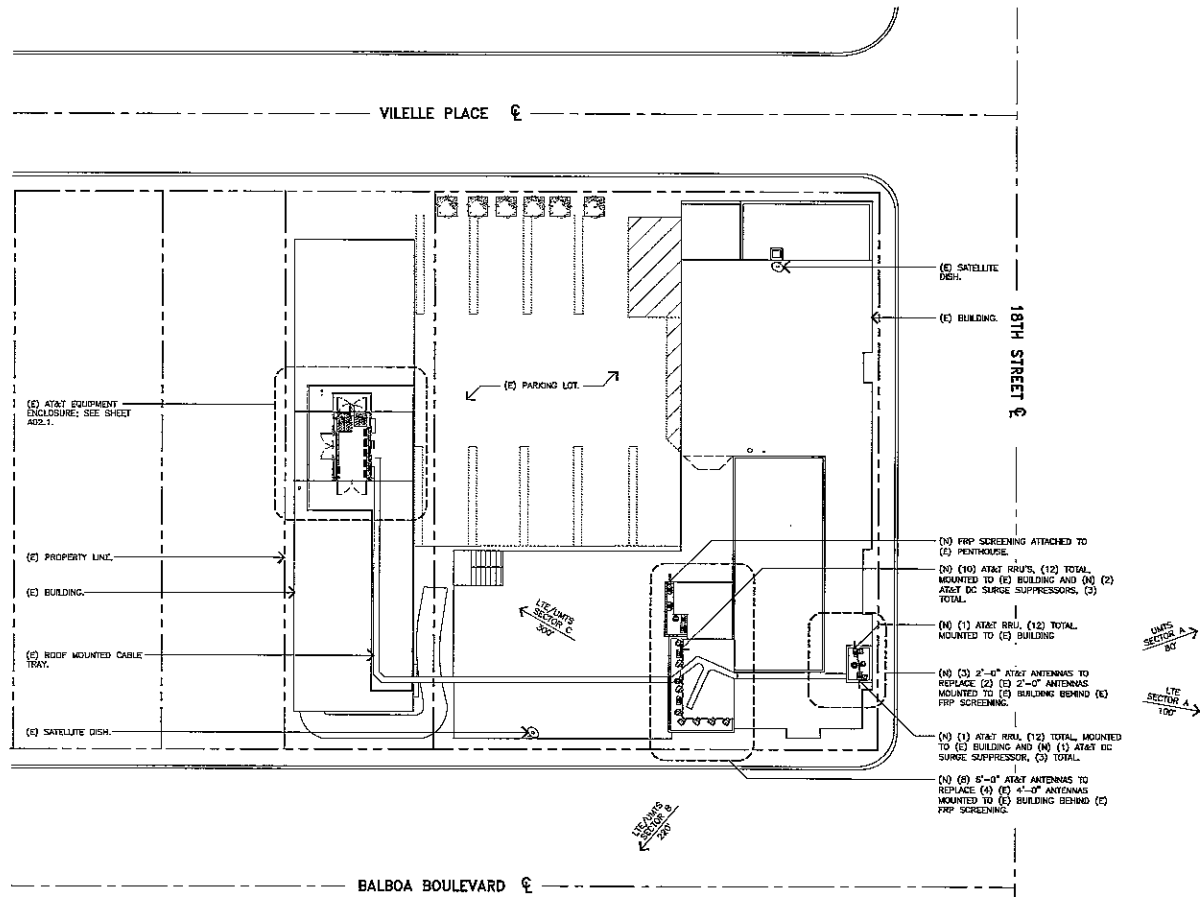 VILELLE PLACE ℄
(E) SATELLITE
DISH.
(E) BUILDING.
18TH STREET ℄
(E) PARKING LOT.
(E) AT&T EQUIPMENT
ENCLOSURE; SEE SHEET
A02.1.
(E) PROPERTY LINE.
(E) BUILDING.
(E) ROOF MOUNTED CABLE
TRAY.
(E) SATELLITE DISH.
LTE/UMTS
SECTOR C
300°
(N) FRP SCREENING ATTACHED TO
(E) PENTHOUSE.
(N) (10) AT&T RRU'S, (12) TOTAL,
MOUNTED TO (E) BUILDING AND (N) (2)
AT&T DC SURGE SUPPRESSORS, (3)
TOTAL.
(N) (1) AT&T RRU, (12) TOTAL,
MOUNTED TO (E) BUILDING
(N) (3) 2'-0" AT&T ANTENNAS TO
REPLACE (2) (E) 2'-0" ANTENNAS
MOUNTED TO (E) BUILDING BEHIND (E)
FRP SCREENING.
(N) (1) AT&T RRU, (12) TOTAL, MOUNTED
TO (E) BUILDING AND (N) (1) AT&T DC
SURGE SUPPRESSOR, (3) TOTAL.
(N) (8) 6'-0" AT&T ANTENNAS TO
REPLACE (4) (E) 4'-0" ANTENNAS
MOUNTED TO (E) BUILDING BEHIND (E)
FRP SCREENING.
UMTS
SECTOR A
80°
LTE
SECTOR A
100°
LTE/UMTS
SECTOR B
220°
BALBOA BOULEVARD ℄